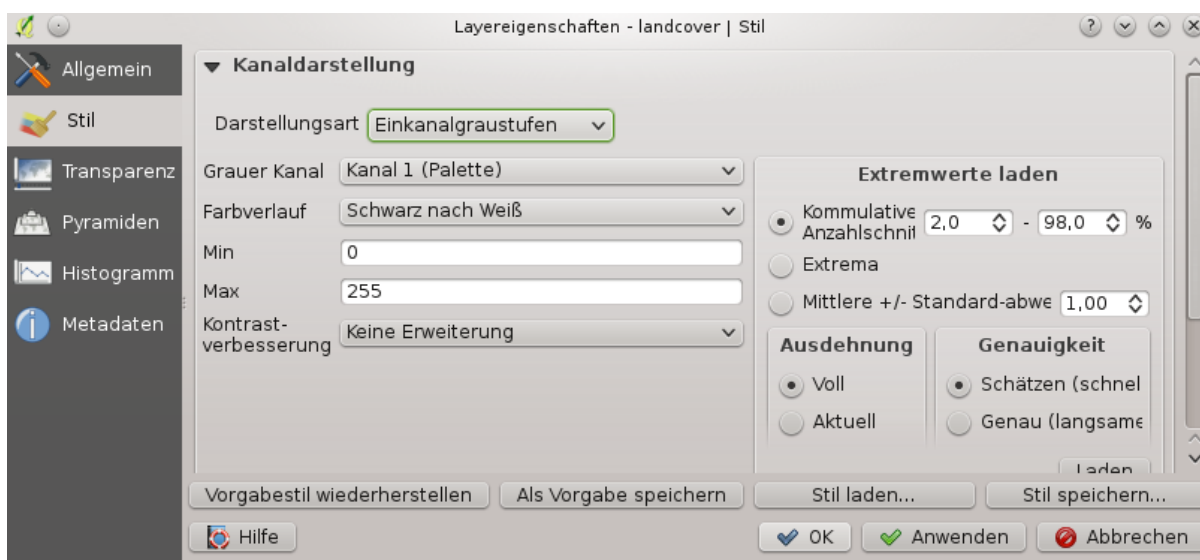 Layereigenschaften - landcover | Stil
Allgemein
Stil
Transparenz
Pyramiden
Histogramm
Metadaten
Kanaldarstellung
Darstellungsart Einkanalgraustufen
Grauer Kanal Kanal 1 (Palette)
Farbverlauf Schwarz nach Weiß
Min 0
Max 255
Kontrast-
verbesserung Keine Erweiterung
Extremwerte laden
Kommulative
Anzahlschnit 2,0 - 98,0 %
Extrema
Mittlere +/- Standard-abwe 1,00
Ausdehnung
Voll
Aktuell
Genauigkeit
Schätzen (schnel
Genau (langsame
Laden
Vorgabestil wiederherstellen Als Vorgabe speichern Stil laden... Stil speichern...
Hilfe OK Anwenden Abbrechen